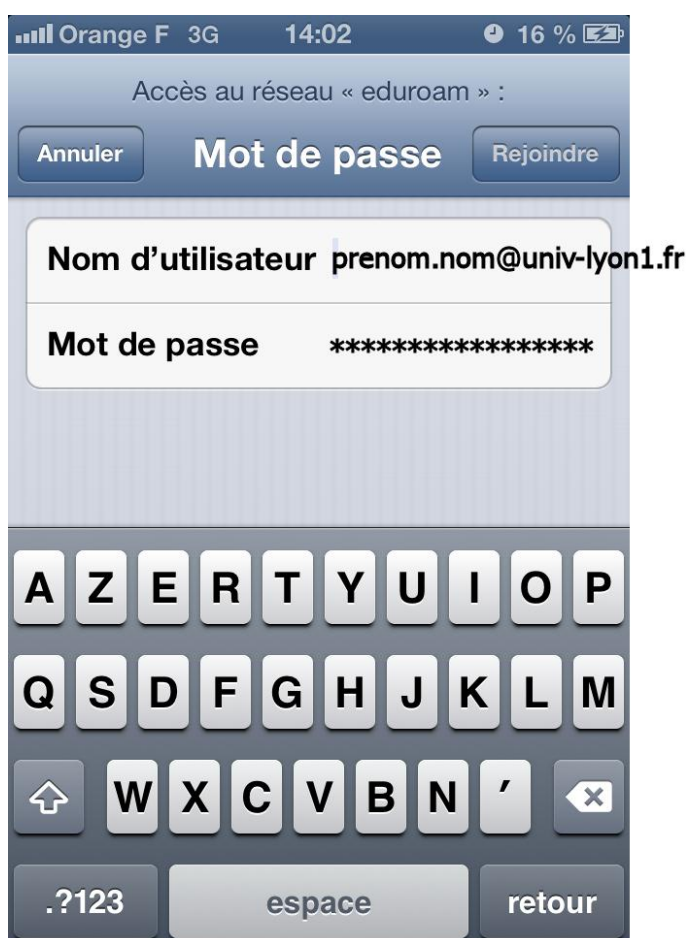 Orange F 3G 14:02 16 %
Accès au réseau « eduroam » :
Annuler Mot de passe Rejoindre
Nom d’utilisateur prenom.nom@univ-lyon1.fr
Mot de passe *****************
A Z E R T Y U I O P
Q S D F G H J K L M
W X C V B N ’
.?123 espace retour